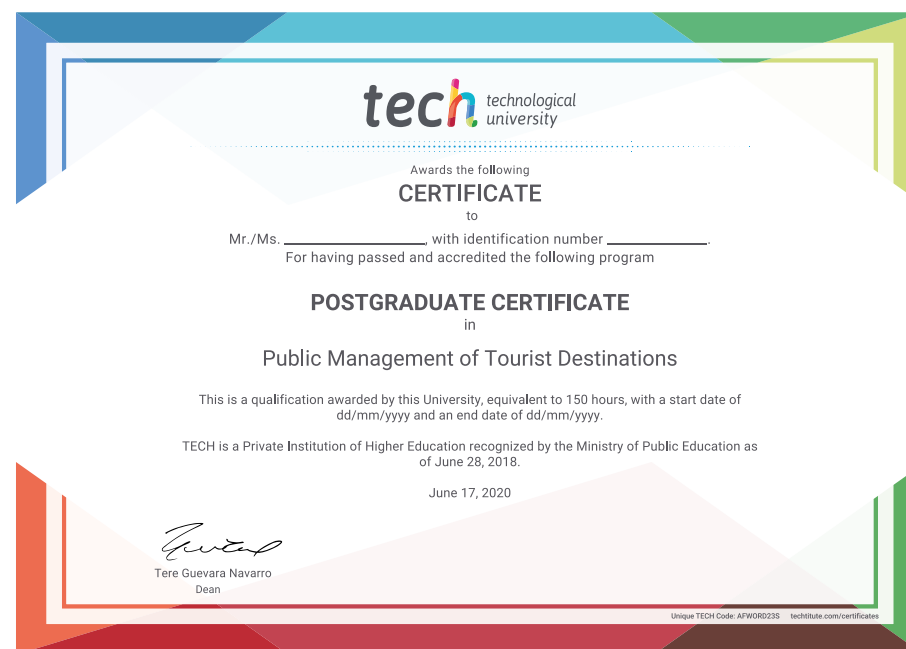 tech technological
university
Awards the following
CERTIFICATE
to
Mr./Ms. ____________________, with identification number ______________.
For having passed and accredited the following program
POSTGRADUATE CERTIFICATE
in
Public Management of Tourist Destinations
This is a qualification awarded by this University, equivalent to 150 hours, with a start date of
dd/mm/yyyy and an end date of dd/mm/yyyy.
TECH is a Private Institution of Higher Education recognized by the Ministry of Public Education as
of June 28, 2018.
June 17, 2020
Tere Guevara Navarro
Dean
Unique TECH Code: AFWORD23S techtitute.com/certificates